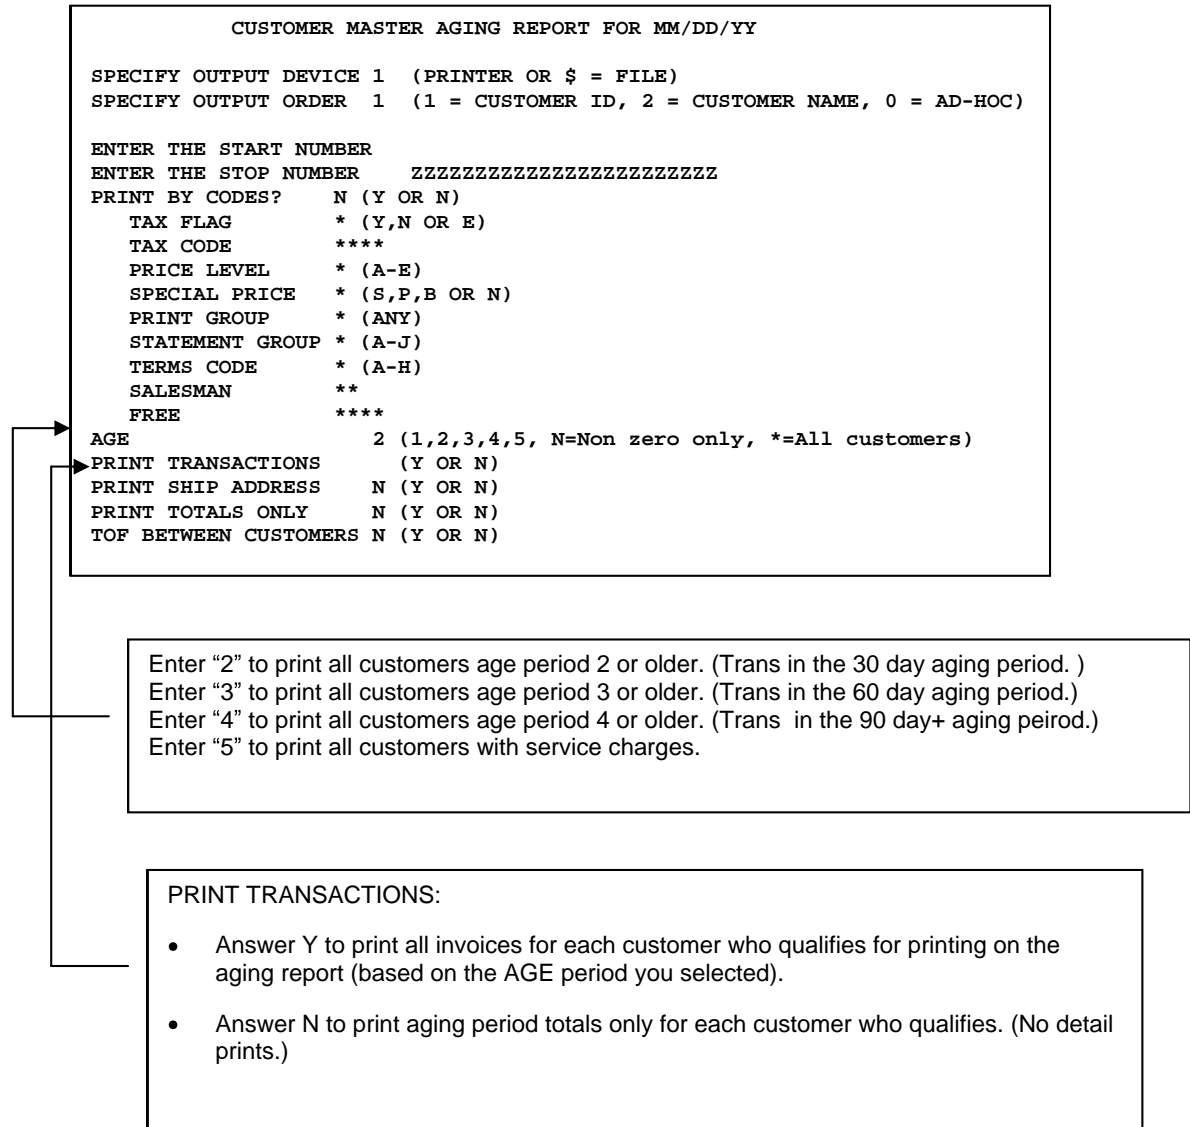 CUSTOMER MASTER AGING REPORT FOR MM/DD/YY
SPECIFY OUTPUT DEVICE 1 (PRINTER OR $ = FILE)
SPECIFY OUTPUT ORDER 1 (1 = CUSTOMER ID, 2 = CUSTOMER NAME, 0 = AD-HOC)
ENTER THE START NUMBER
ENTER THE STOP NUMBER ZZZZZZZZZZZZZZZZZZZZZZZZ
PRINT BY CODES? N (Y OR N)
TAX FLAG * (Y,N OR E)
TAX CODE ****
PRICE LEVEL * (A-E)
SPECIAL PRICE * (S,P,B OR N)
PRINT GROUP * (ANY)
STATEMENT GROUP * (A-J)
TERMS CODE * (A-H)
SALESMAN **
FREE ****
AGE 2 (1,2,3,4,5, N=Non zero only, *=All customers)
PRINT TRANSACTIONS (Y OR N)
PRINT SHIP ADDRESS N (Y OR N)
PRINT TOTALS ONLY N (Y OR N)
TOF BETWEEN CUSTOMERS N (Y OR N)
Enter “2” to print all customers age period 2 or older. (Trans in the 30 day aging period. )
Enter “3” to print all customers age period 3 or older. (Trans in the 60 day aging period.)
Enter “4” to print all customers age period 4 or older. (Trans in the 90 day+ aging peirod.)
Enter “5” to print all customers with service charges.
PRINT TRANSACTIONS:
• Answer Y to print all invoices for each customer who qualifies for printing on the
aging report (based on the AGE period you selected).
• Answer N to print aging period totals only for each customer who qualifies. (No detail
prints.)